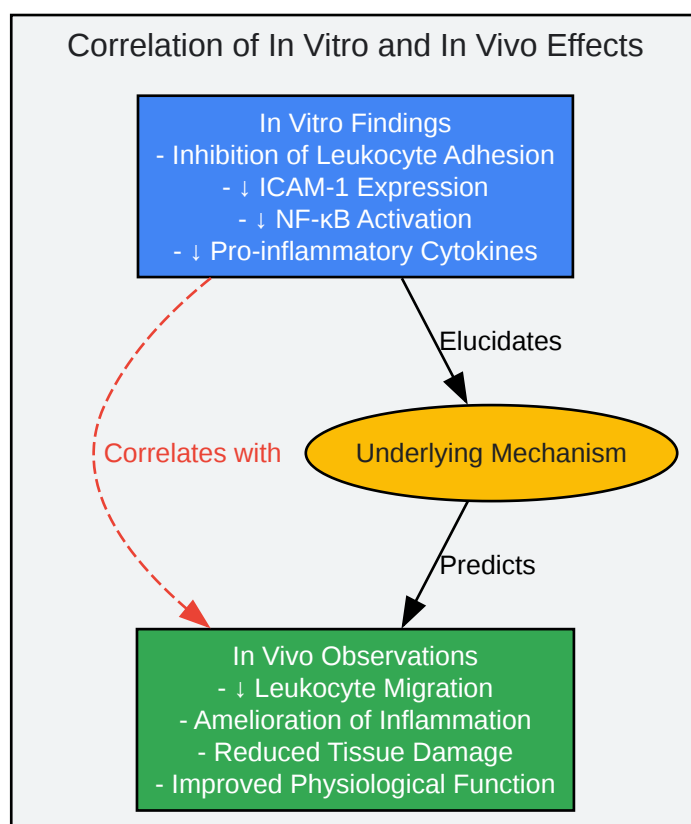 Correlation of In Vitro and In Vivo Effects
In Vitro Findings
- Inhibition of Leukocyte Adhesion
- ↓ ICAM-1 Expression
- ↓ NF-κB Activation
- ↓ Pro-inflammatory Cytokines
Elucidates
Correlates with
Underlying Mechanism
Predicts
In Vivo Observations
- ↓ Leukocyte Migration
- Amelioration of Inflammation
- Reduced Tissue Damage
- Improved Physiological Function